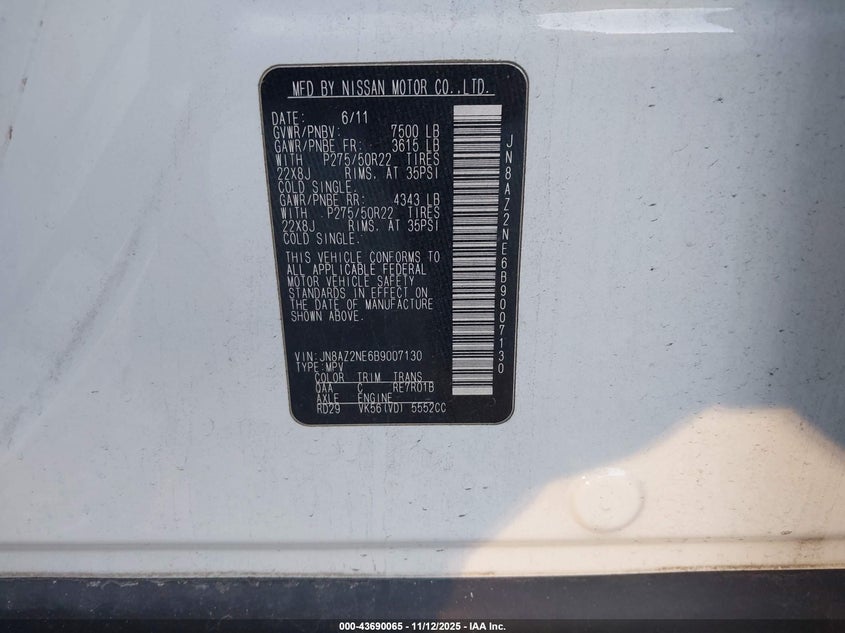 MFD BY NISSAN MOTOR CO.,LTD.
DATE: 6/11
GVWR/PNBV: 7500 LB
GAWR/PNBE FR: 3615 LB
WITH P275/50R22 TIRES
22X8J RIMS, AT 35PSI
COLD SINGLE.
GAWR/PNBE RR: 4343 LB
WITH P275/50R22 TIRES
22X8J RIMS, AT 35PSI
COLD SINGLE.
THIS VEHICLE CONFORMS TO
ALL APPLICABLE FEDERAL
MOTOR VEHICLE SAFETY
STANDARDS IN EFFECT ON
THE DATE OF MANUFACTURE
SHOWN ABOVE.
VIN:JN8AZ2NE6B9007130
TYPE:MPV
COLOR TRIM TRANS
QAA C RE7R01B
AXLE ENGINE
RD29 VK56(VD) 5552CC
JN8AZ2NE6B9007130
000-43690065 - 11/12/2025 - IAA Inc.